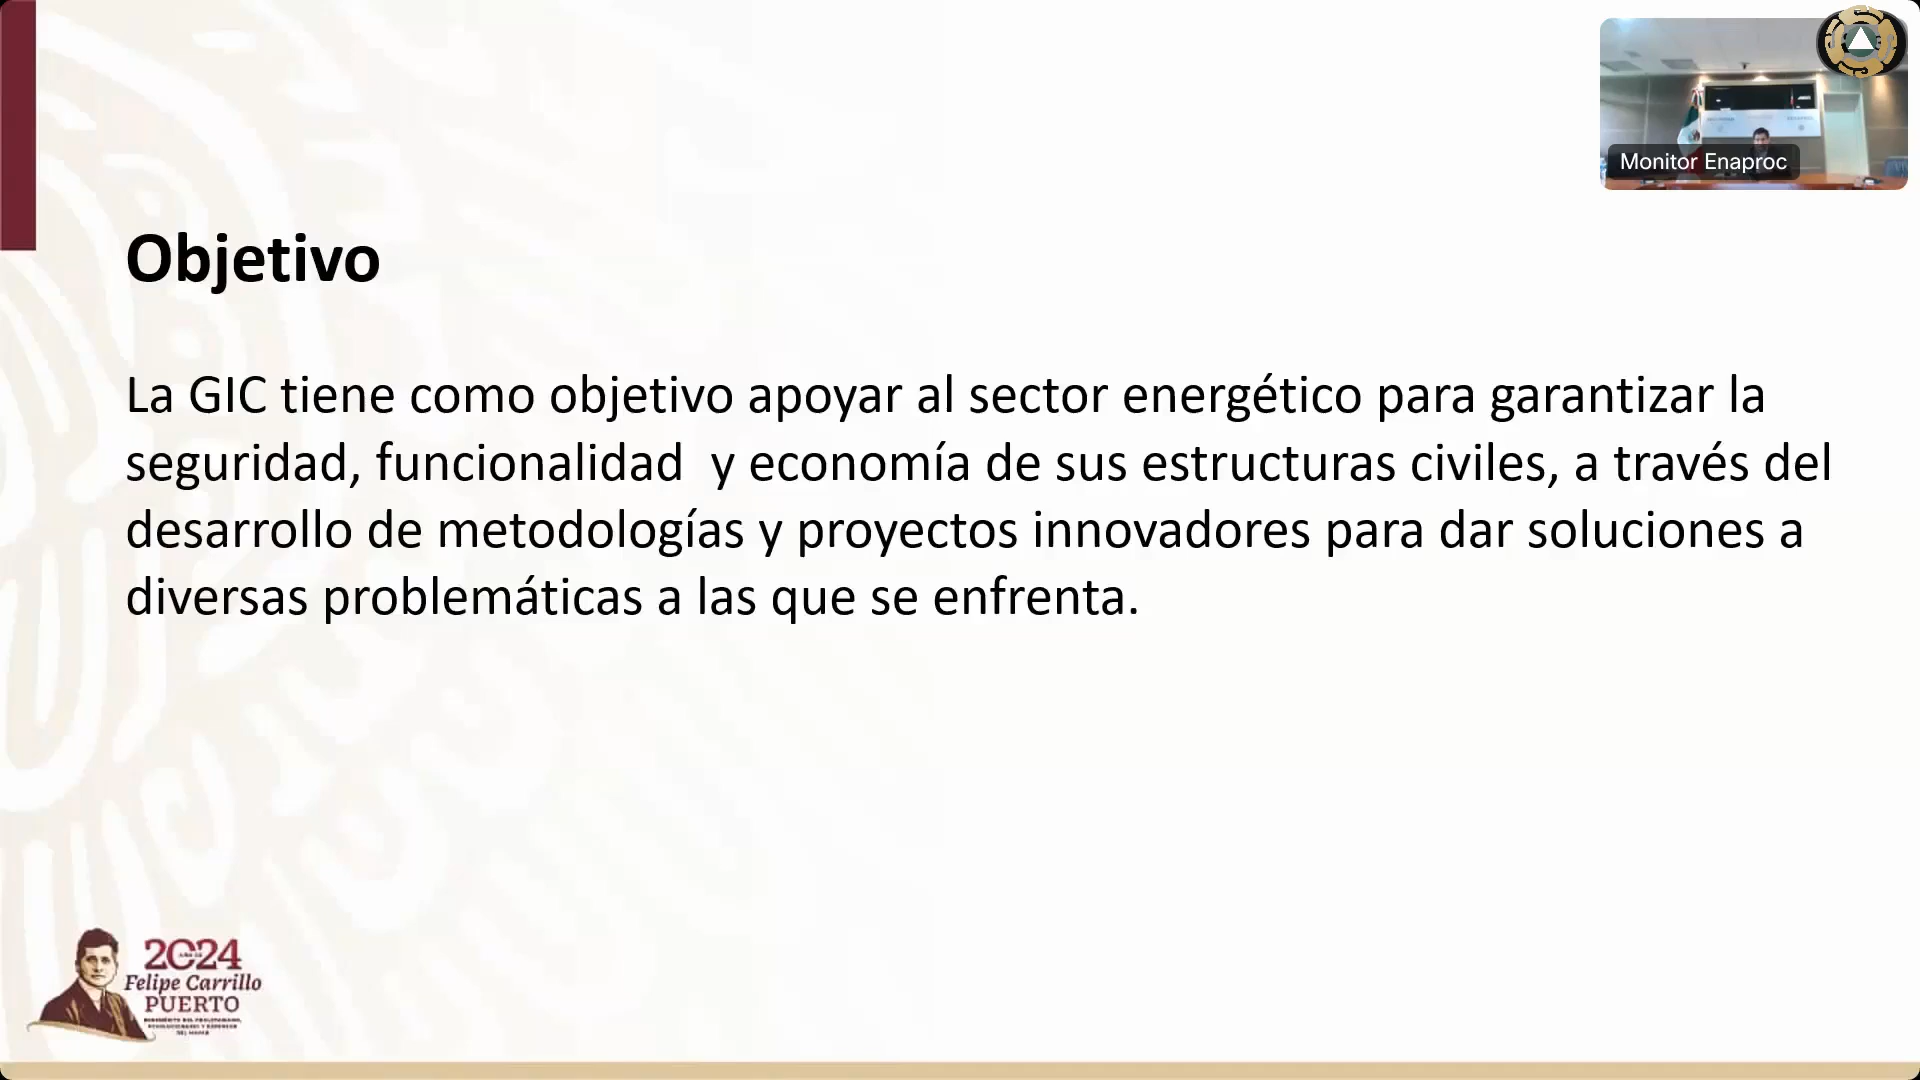 Monitor Enaproc
Objetivo
La GIC tiene como objetivo apoyar al sector energético para garantizar la
seguridad, funcionalidad  y economía de sus estructuras civiles, a través del
desarrollo de metodologías y proyectos innovadores para dar soluciones a
diversas problemáticas a las que se enfrenta.
2024
Felipe Carrillo
PUERTO